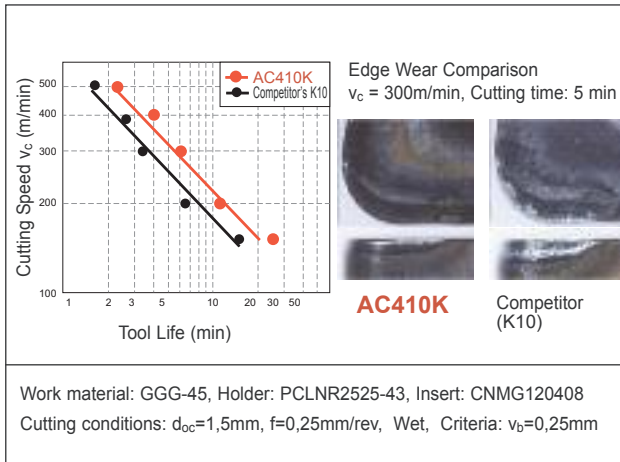 AC410K
Competitor's K10
Cutting Speed vc (m/min)
500
400
300
200
100
1 2 3 5 10 20 30 50
Tool Life (min)
Edge Wear Comparison
vc = 300m/min, Cutting time: 5 min
AC410K
Competitor
(K10)
Work material: GGG-45, Holder: PCLNR2525-43, Insert: CNMG120408
Cutting conditions: doc=1,5mm, f=0,25mm/rev, Wet, Criteria: vb=0,25mm